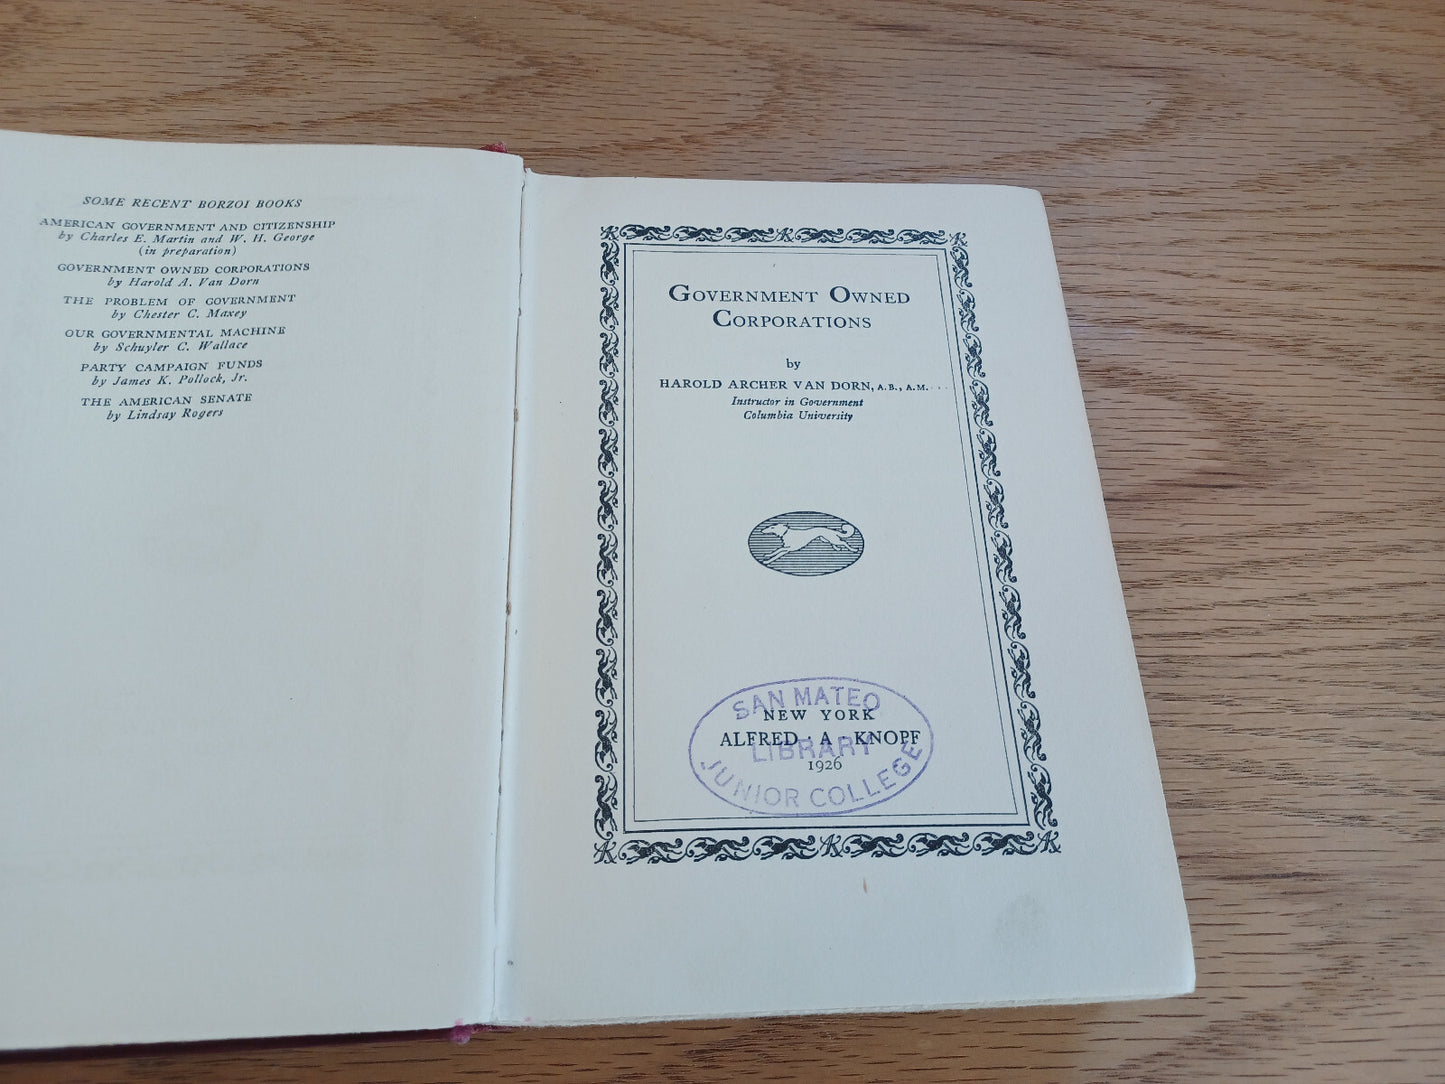 SOME RECENT BORZOI BOOKS
AMERICAN GOVERNMENT AND CITIZENSHIP
by Charles E. Martin and W. H. George
(in preparation)
GOVERNMENT OWNED CORPORATIONS
by Harold A. Van Dorn
THE PROBLEM OF GOVERNMENT
by Chester C. Maxey
OUR GOVERNMENTAL MACHINE
by Schuyler C. Wallace
PARTY CAMPAIGN FUNDS
by James K. Pollock, Jr.
THE AMERICAN SENATE
by Lindsay Rogers
GOVERNMENT OWNED
CORPORATIONS
by
HAROLD ARCHER VAN DORN, A.B., A.M. . . .
Instructor in Government
Columbia University
SAN MATEO
NEW YORK
ALFRED · A · KNOPF
LIBRARY
1926
JUNIOR COLLEGE